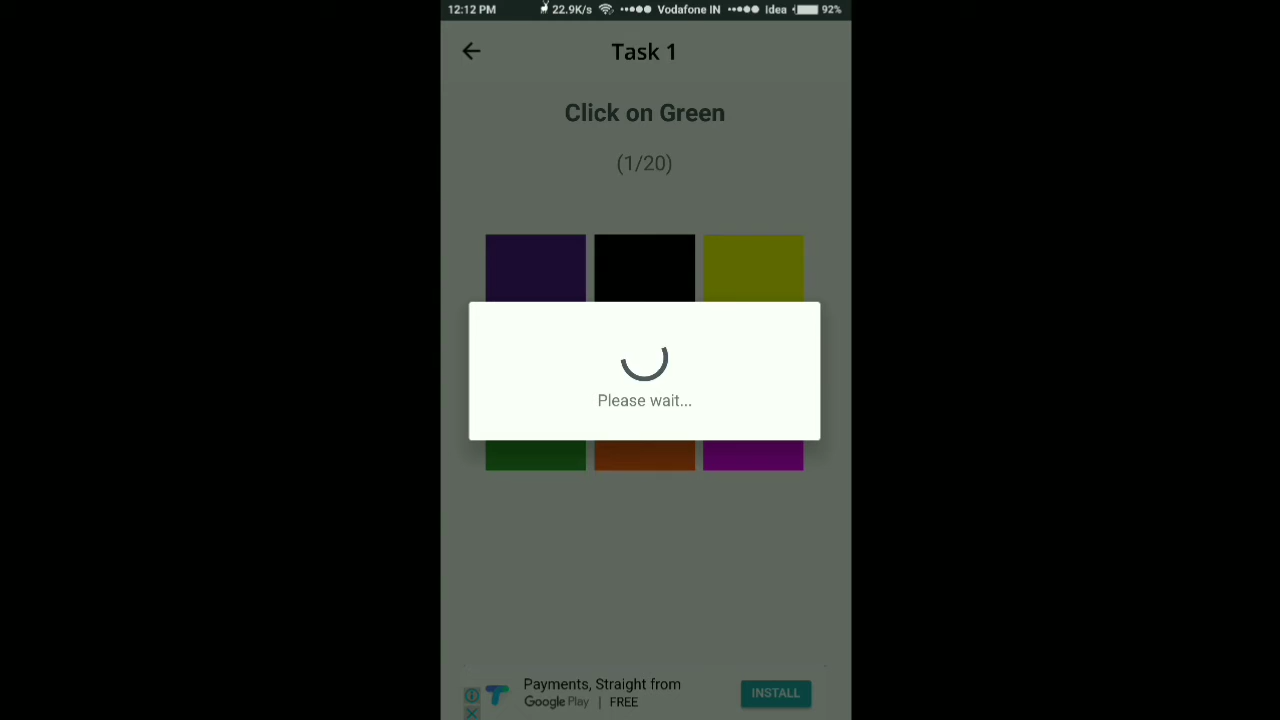 12:12 PM 22.9K/s Vodafone IN Idea 92%
Task 1
Click on Green
(1/20)
Please wait...
Payments, Straight from
Google Play | FREE
INSTALL